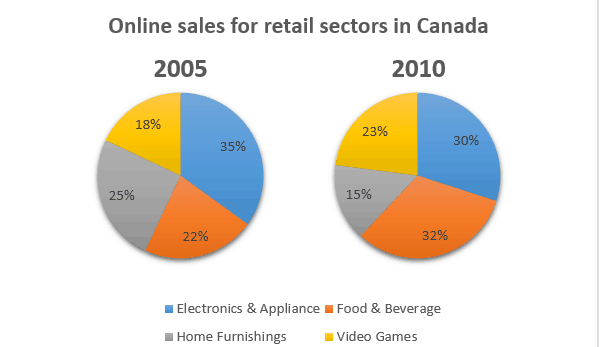 Online sales for retail sectors in Canada
2005 2010
18% 35% 23% 30%
25% 15%
22% 32%
Electronics & Appliance Food & Beverage
Home Furnishings Video Games